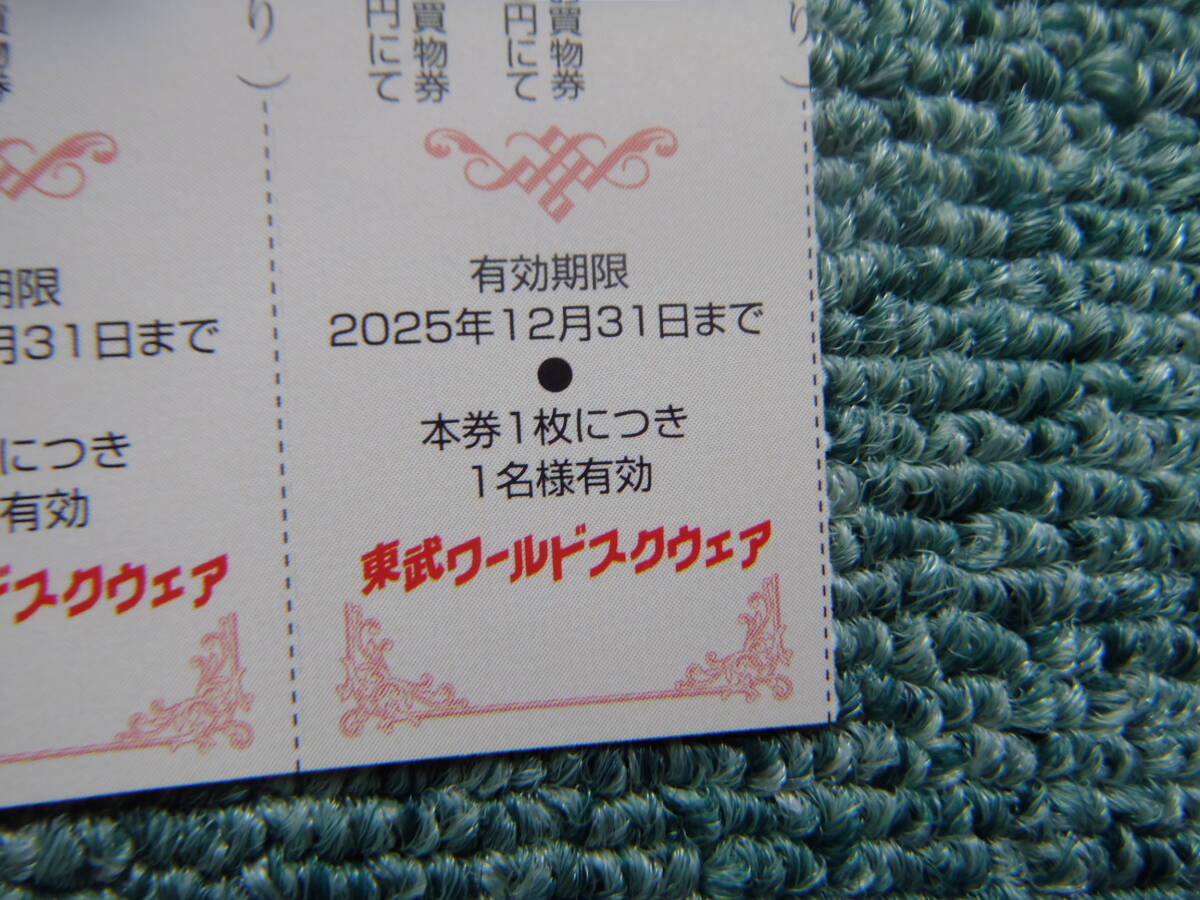 り）
買物券
円にて
お買物券
円にて
り）
期限
月31日まで
につき
有効
ドスクウェア
有効期限
2025年12月31日まで
●
本券1枚につき
1名様有効
東武ワールドスクウェア